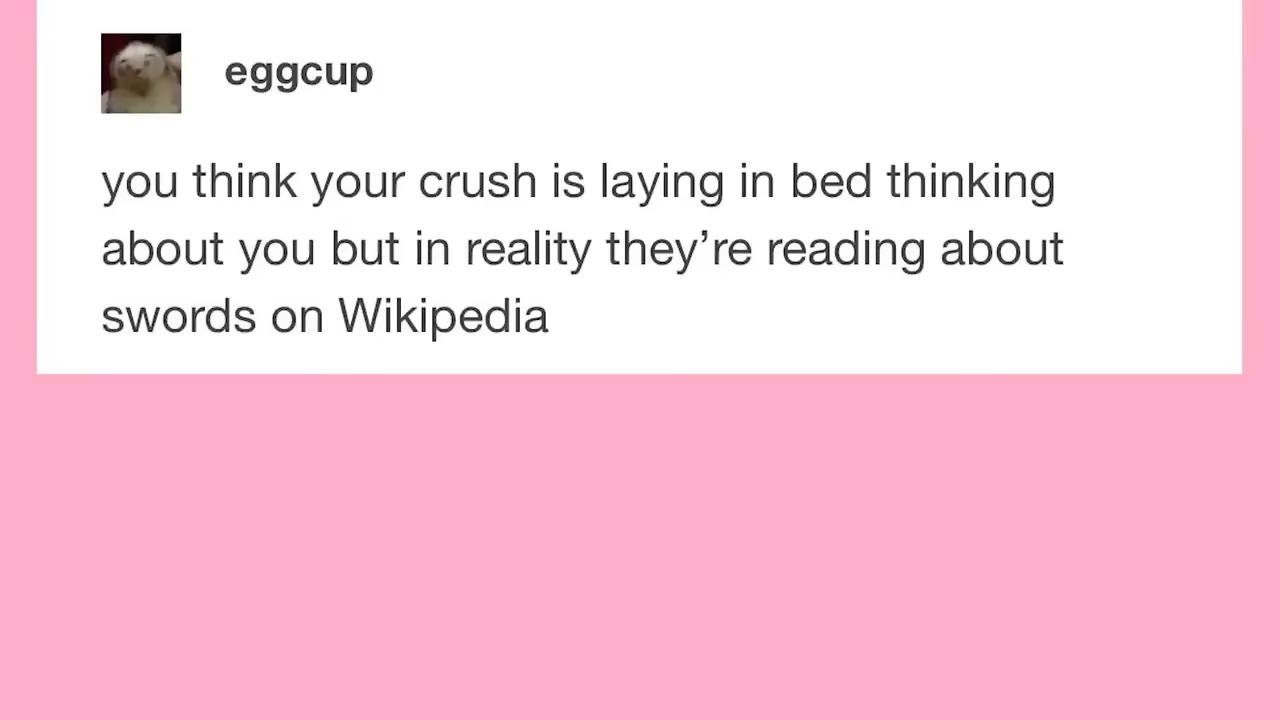 eggcup
you think your crush is laying in bed thinking
about you but in reality they’re reading about
swords on Wikipedia